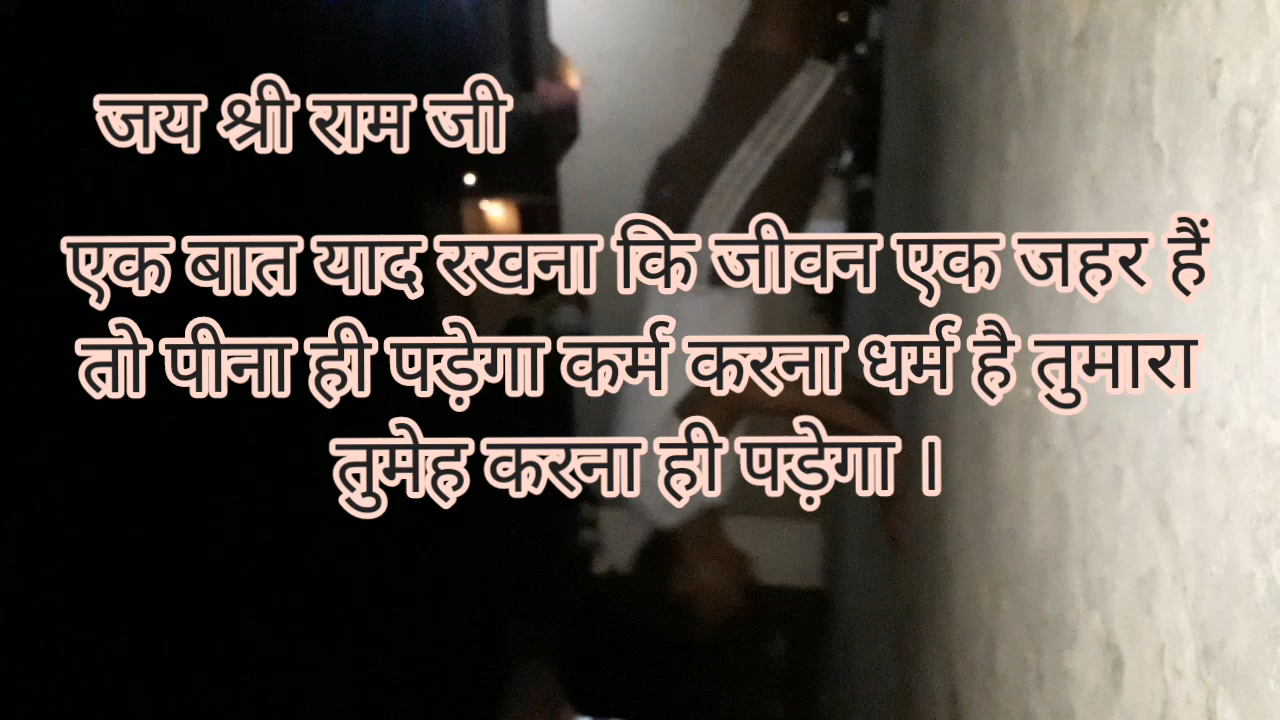 जय श्री राम जी
एक बात याद रखना कि जीवन एक जहर हैं
तो पीना ही पड़ेगा कर्म करना धर्म है तुमारा
तुमेह करना ही पड़ेगा ।